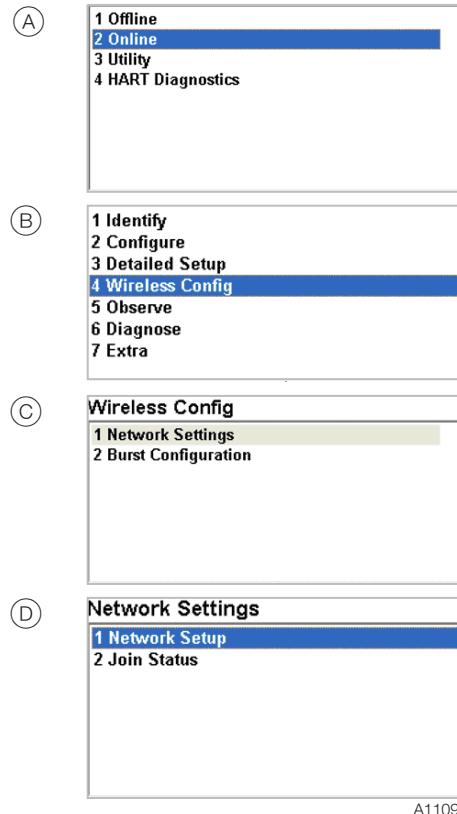 A
1 Offline
2 Online
3 Utility
4 HART Diagnostics
B
1 Identify
2 Configure
3 Detailed Setup
4 Wireless Config
5 Observe
6 Diagnose
7 Extra
C
Wireless Config
1 Network Settings
2 Burst Configuration
D
Network Settings
1 Network Setup
2 Join Status
A1109